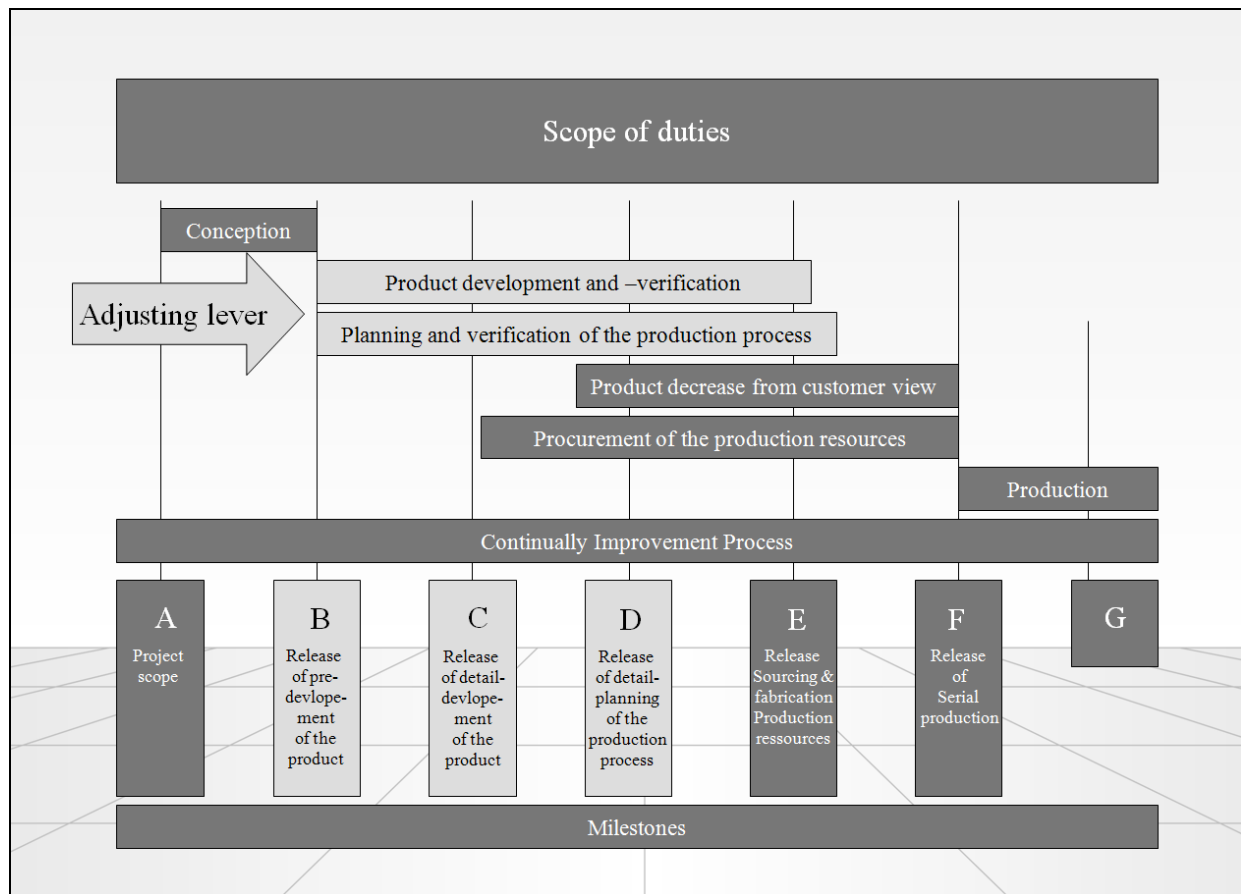 Scope of duties
Conception
Adjusting lever
Product development and –verification
Planning and verification of the production process
Product decrease from customer view
Procurement of the production resources
Production
Continually Improvement Process
A
Project
scope
B
Release
of pre-
devlope-
ment
of the
product
C
Release
of detail-
devlope-
ment
of the
product
D
Release
of detail-
planning
of the
production
process
E
Release
Sourcing &
fabrication
Production
ressources
F
Release
of
Serial
production
G
Milestones